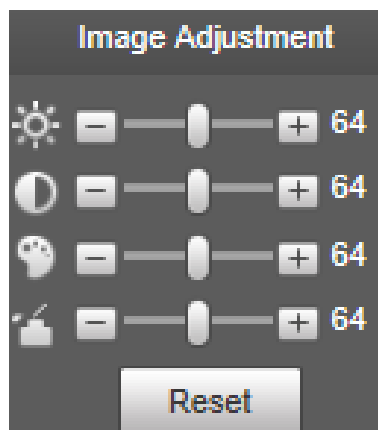 Image Adjustment
− + 64
− + 64
− + 64
− + 64
Reset